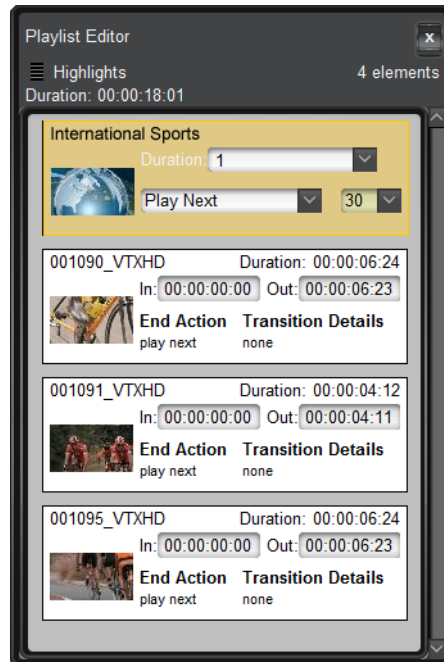 Playlist Editor x
Highlights 4 elements
Duration: 00:00:18:01
International Sports
Duration: 1
Play Next 30
001090_VTXHD Duration: 00:00:06:24
In: 00:00:00:00 Out: 00:00:06:23
End Action Transition Details
play next none
001091_VTXHD Duration: 00:00:04:12
In: 00:00:00:00 Out: 00:00:04:11
End Action Transition Details
play next none
001095_VTXHD Duration: 00:00:06:24
In: 00:00:00:00 Out: 00:00:06:23
End Action Transition Details
play next none